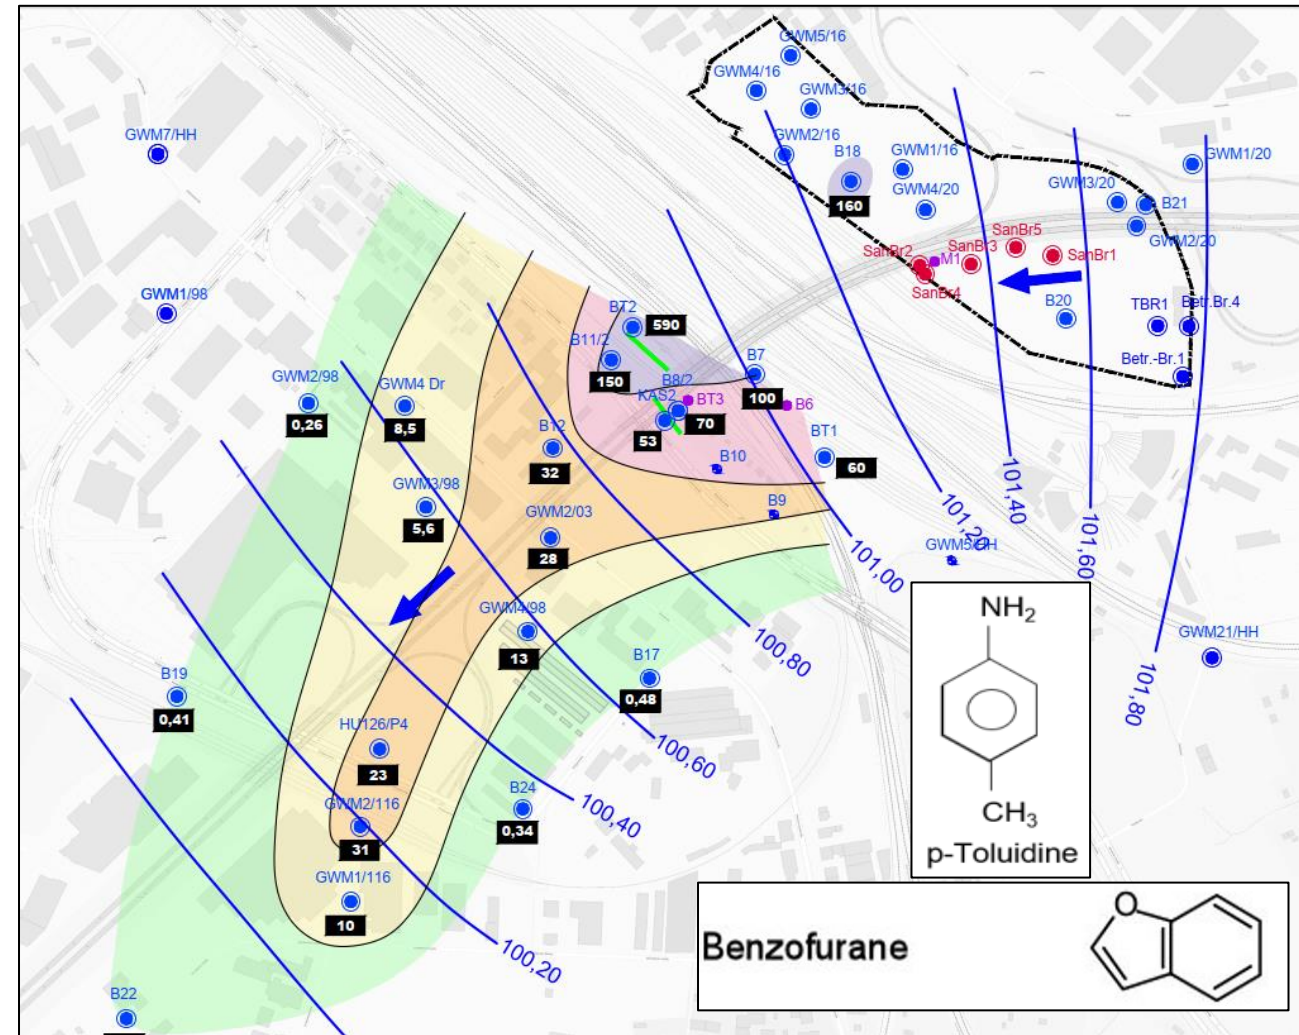 GWM5/16
GWM4/16
GWM3/16
GWM7/HH
GWM2/16
B18
GWM1/16
GWM1/20
160
GWM4/20
GWM3/20
B21
GWM2/20
SanBr5
SanBr2
M1
SanBr3
SanBr1
SanBr4
GWM1/98
BT2
590
B20
TBR1
Betr.Br.4
B11/2
150
B7
Betr.-Br.1
GWM2/98
0,26
GWM4 Dr
8,5
B8/2
KAS2
BT3
100
B6
70
53
B12
32
B10
BT1
60
GWM3/98
5,6
101,40
B9
101,20
GWM2/03
28
101,00
GWM5/HH
101,60
GWM4/98
13
100,80
NH2
GWM21/HH
B19
0,41
B17
0,48
101,80
HU126/P4
23
100,60
B24
0,34
100,40
CH3
p-Toluidine
GWM2/116
31
GWM1/116
10
100,20
O
Benzofurane
B22